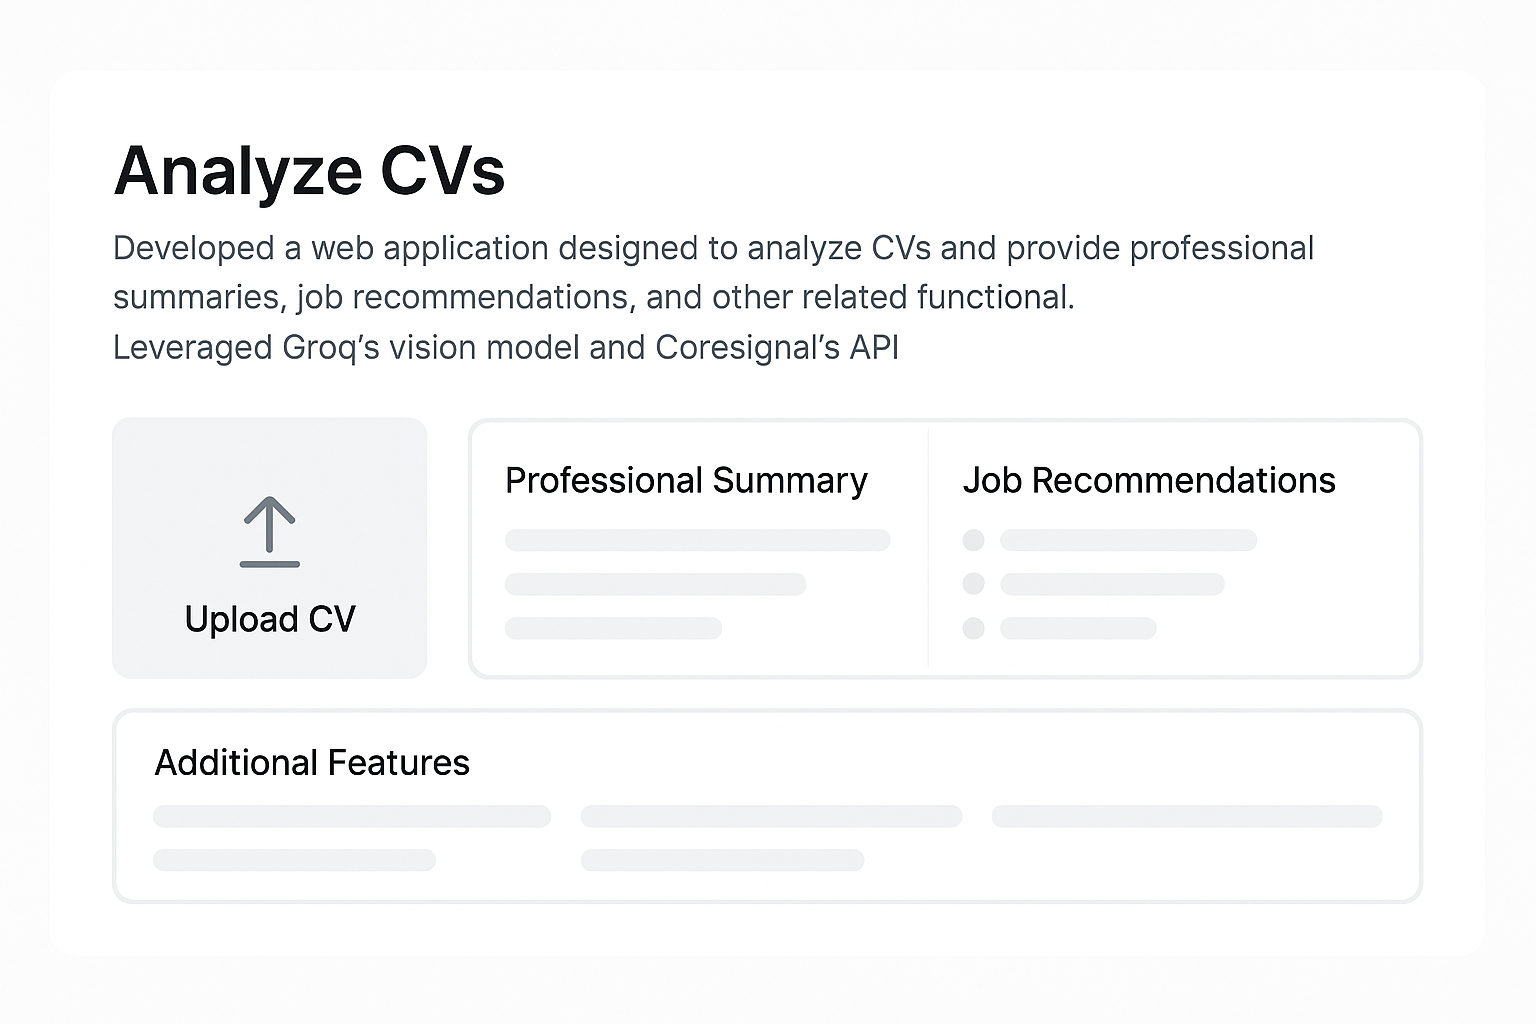 Analyze CVs
Developed a web application designed to analyze CVs and provide professional
summaries, job recommendations, and other related functional.
Leveraged Groq’s vision model and Coresignal’s API
Upload CV
Professional Summary
Job Recommendations
Additional Features